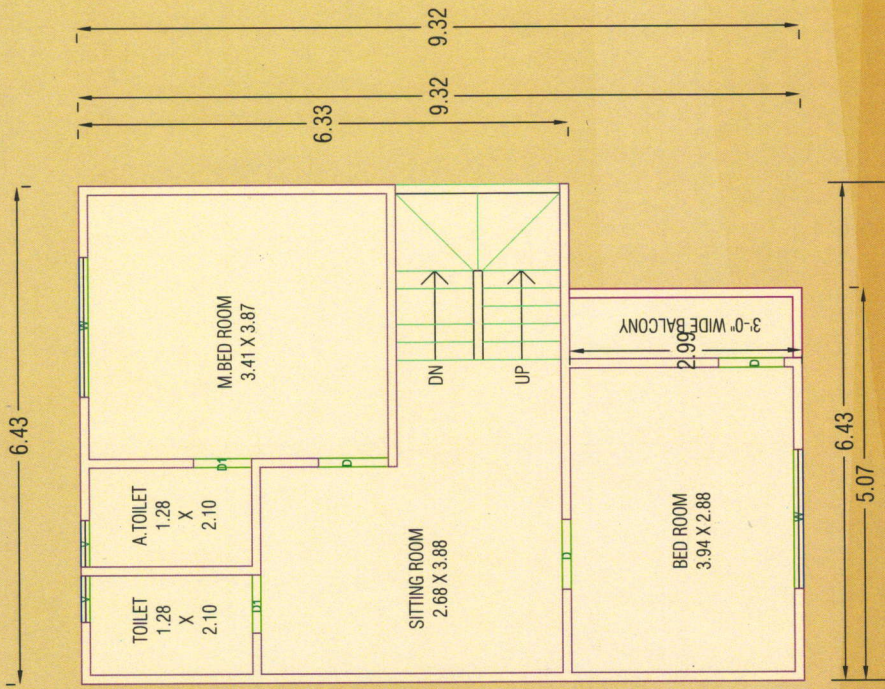 9.32
9.32
6.33
6.43
M.BED ROOM
3.41 X 3.87
D1
W
A.TOILET
1.28
X
2.10
V
TOILET
1.28
X
2.10
V
D1
D
DN
UP
SITTING ROOM
2.68 X 3.88
D
3'-0" WIDE BALCONY
2.99
D
BED ROOM
3.94 X 2.88
W
6.43
5.07